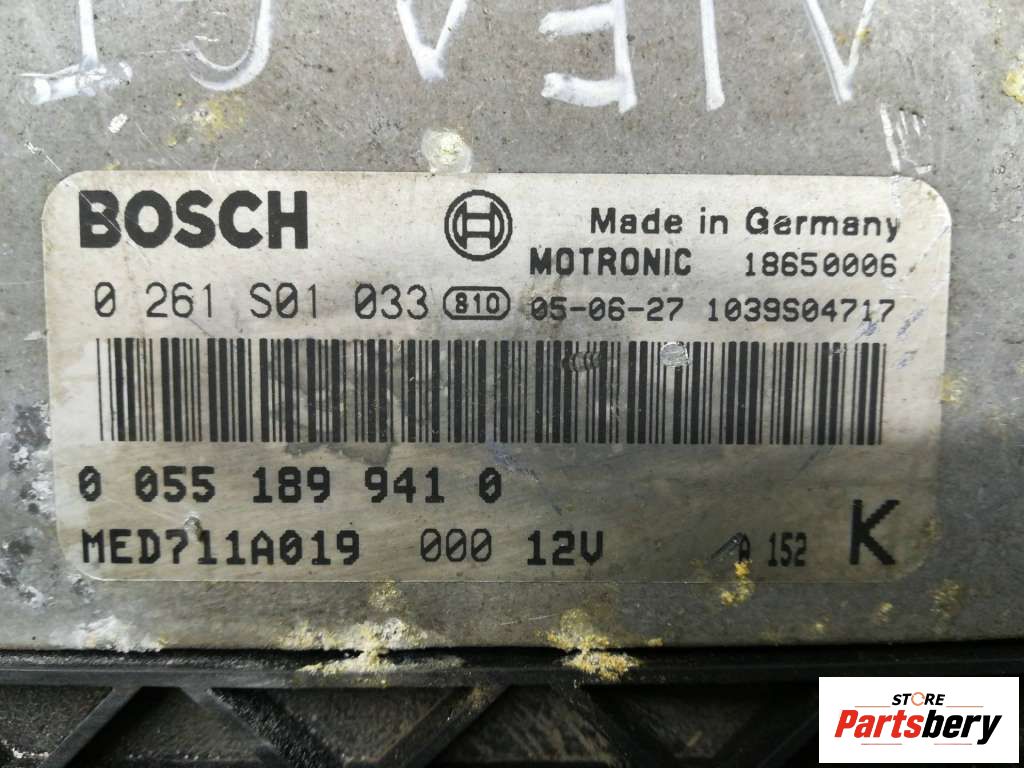 BOSCH
Made in Germany
MOTRONIC 18650006
0 261 S01 033 810 05-06-27 1039S04717
0 055 189 941 0
MED711A019 000 12V A 152 K
STORE
Partsbery